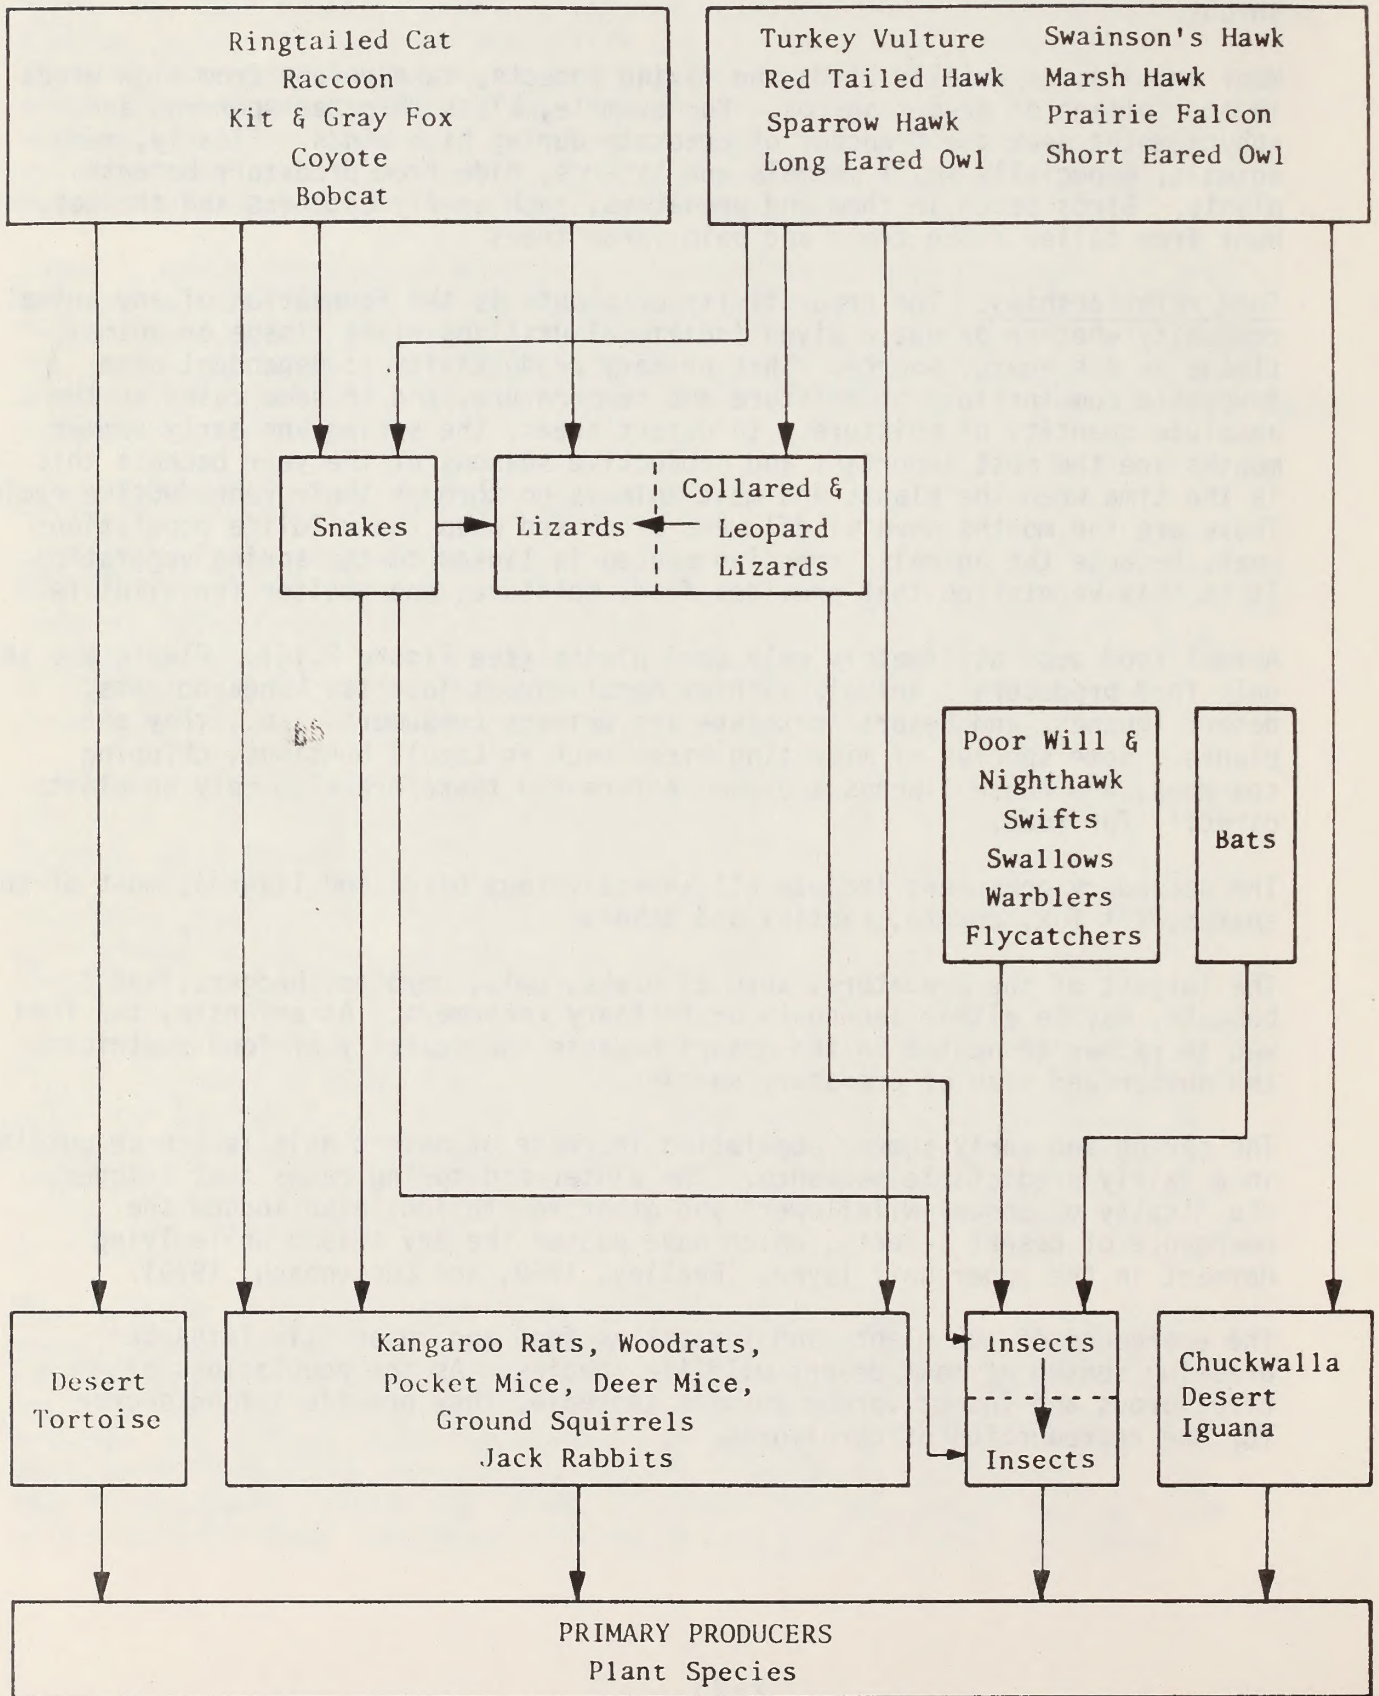 Ringtailed Cat
Raccoon
Kit & Gray Fox
Coyote
Bobcat
Turkey Vulture
Red Tailed Hawk
Sparrow Hawk
Long Eared Owl
Swainson's Hawk
Marsh Hawk
Prairie Falcon
Short Eared Owl
Snakes
Lizards
Collared &
Leopard
Lizards
Poor Will &
Nighthawk
Swifts
Swallows
Warblers
Flycatchers
Bats
Desert
Tortoise
Kangaroo Rats, Woodrats,
Pocket Mice, Deer Mice,
Ground Squirrels
Jack Rabbits
Insects
Insects
Chuckwalla
Desert
Iguana
PRIMARY PRODUCERS
Plant Species